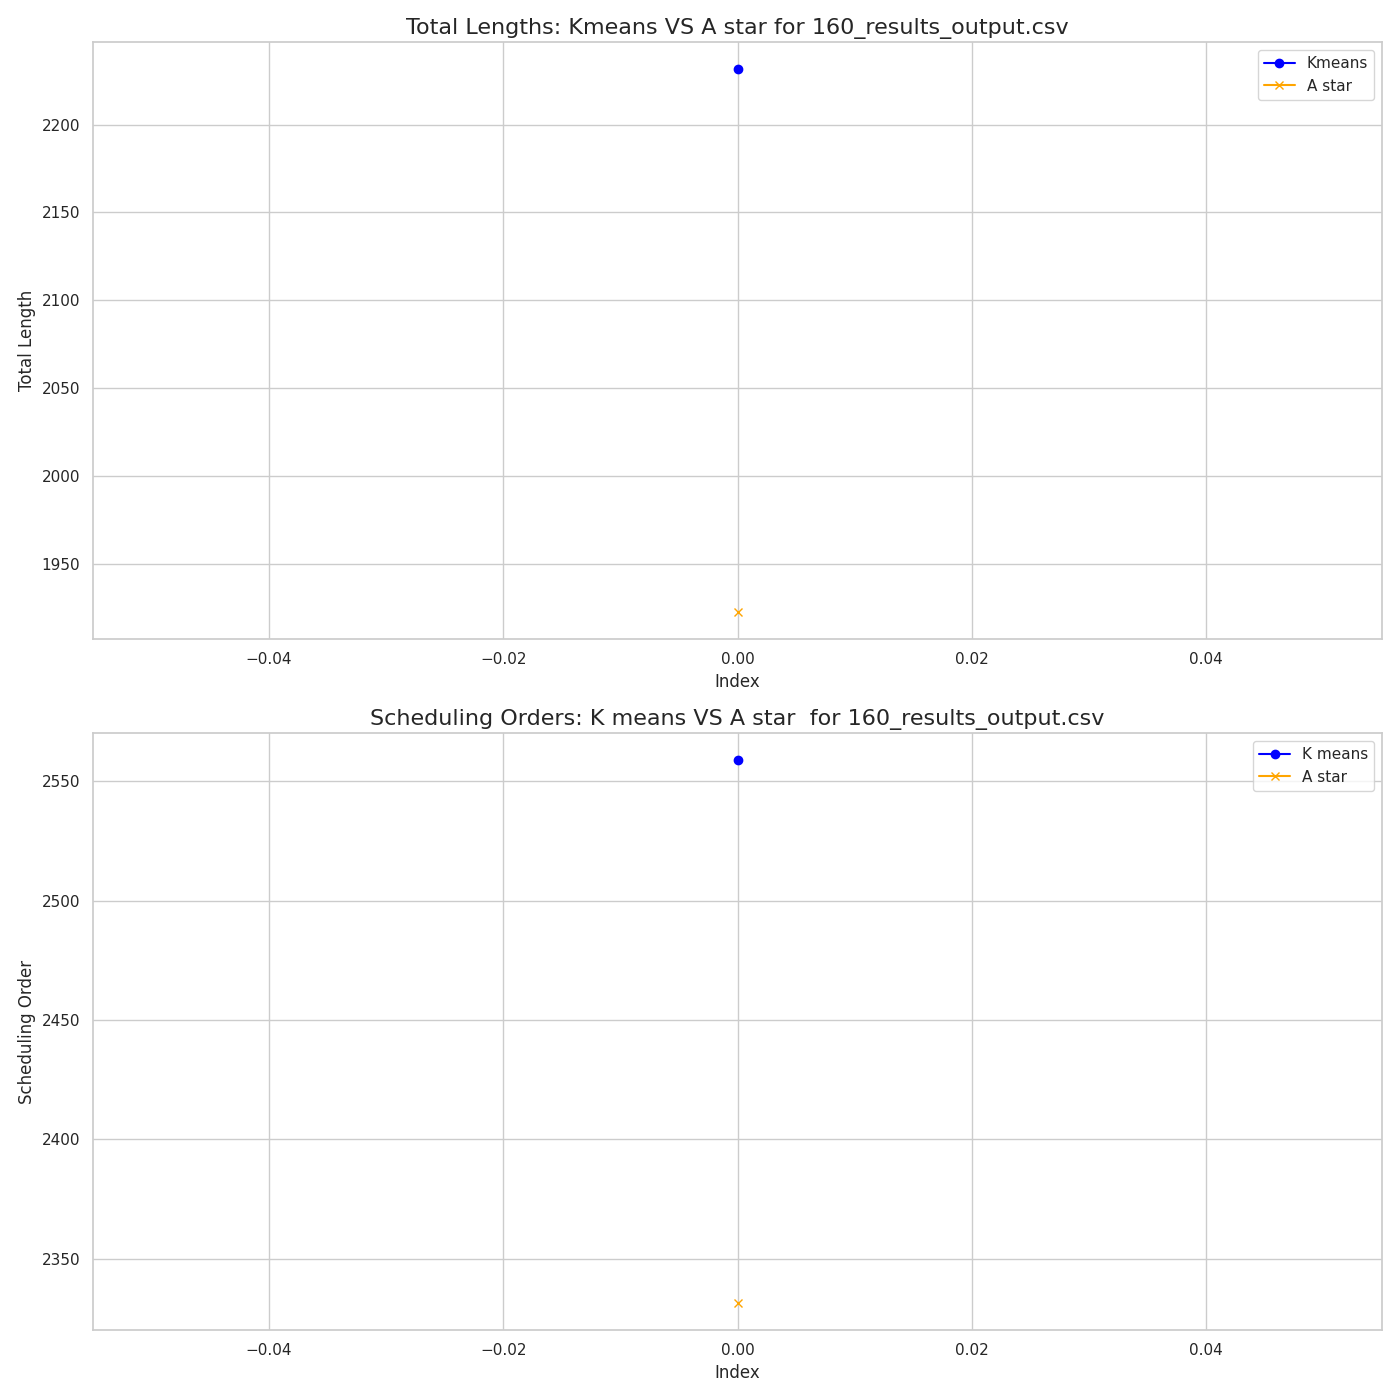 Total Lengths: Kmeans VS A star for 160_results_output.csv
Kmeans
A star
2200
2150
2100
2050
2000
1950
Total Length
−0.04 −0.02 0.00 0.02 0.04
Index
Scheduling Orders: K means VS A star  for 160_results_output.csv
K means
A star
2550
2500
2450
2400
2350
Scheduling Order
−0.04 −0.02 0.00 0.02 0.04
Index